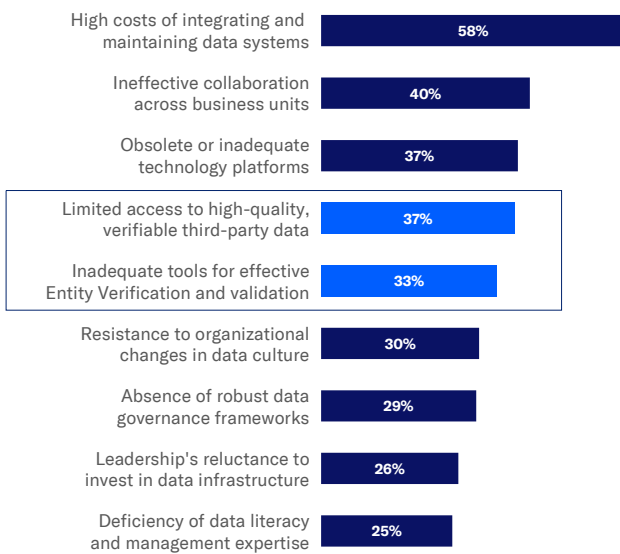 High costs of integrating and
maintaining data systems
58%
Ineffective collaboration
across business units
40%
Obsolete or inadequate
technology platforms
37%
Limited access to high-quality,
verifiable third-party data
37%
Inadequate tools for effective
Entity Verification and validation
33%
Resistance to organizational
changes in data culture
30%
Absence of robust data
governance frameworks
29%
Leadership's reluctance to
invest in data infrastructure
26%
Deficiency of data literacy
and management expertise
25%